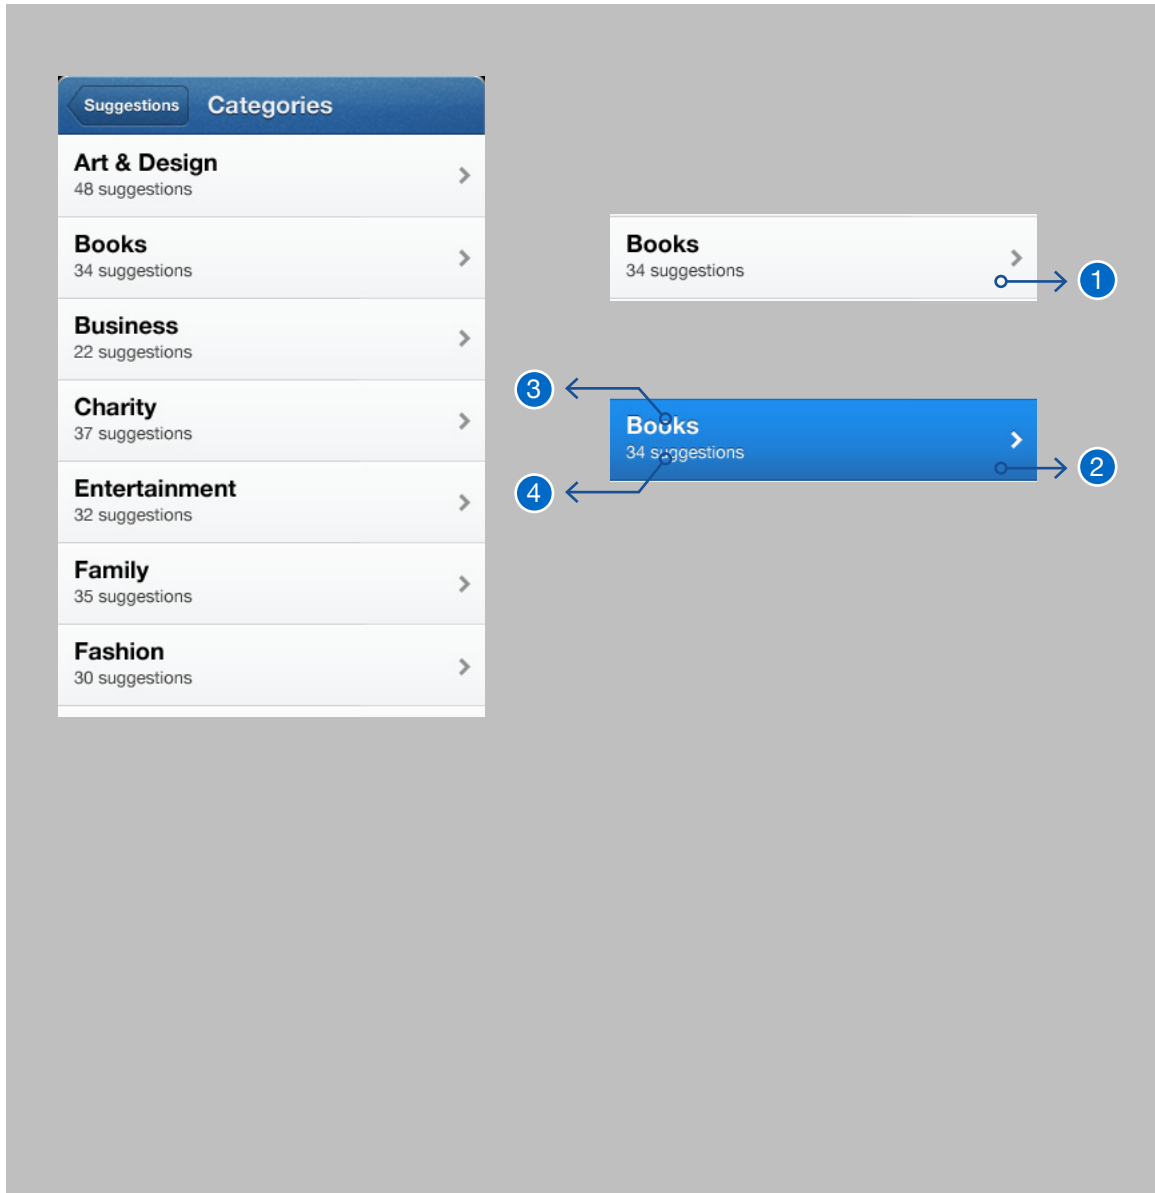 Suggestions Categories
Art & Design
48 suggestions
Books
34 suggestions
Business
22 suggestions
Charity
37 suggestions
Entertainment
32 suggestions
Family
35 suggestions
Fashion
30 suggestions
Books
34 suggestions
1
3
Books
34 suggestions
2
4